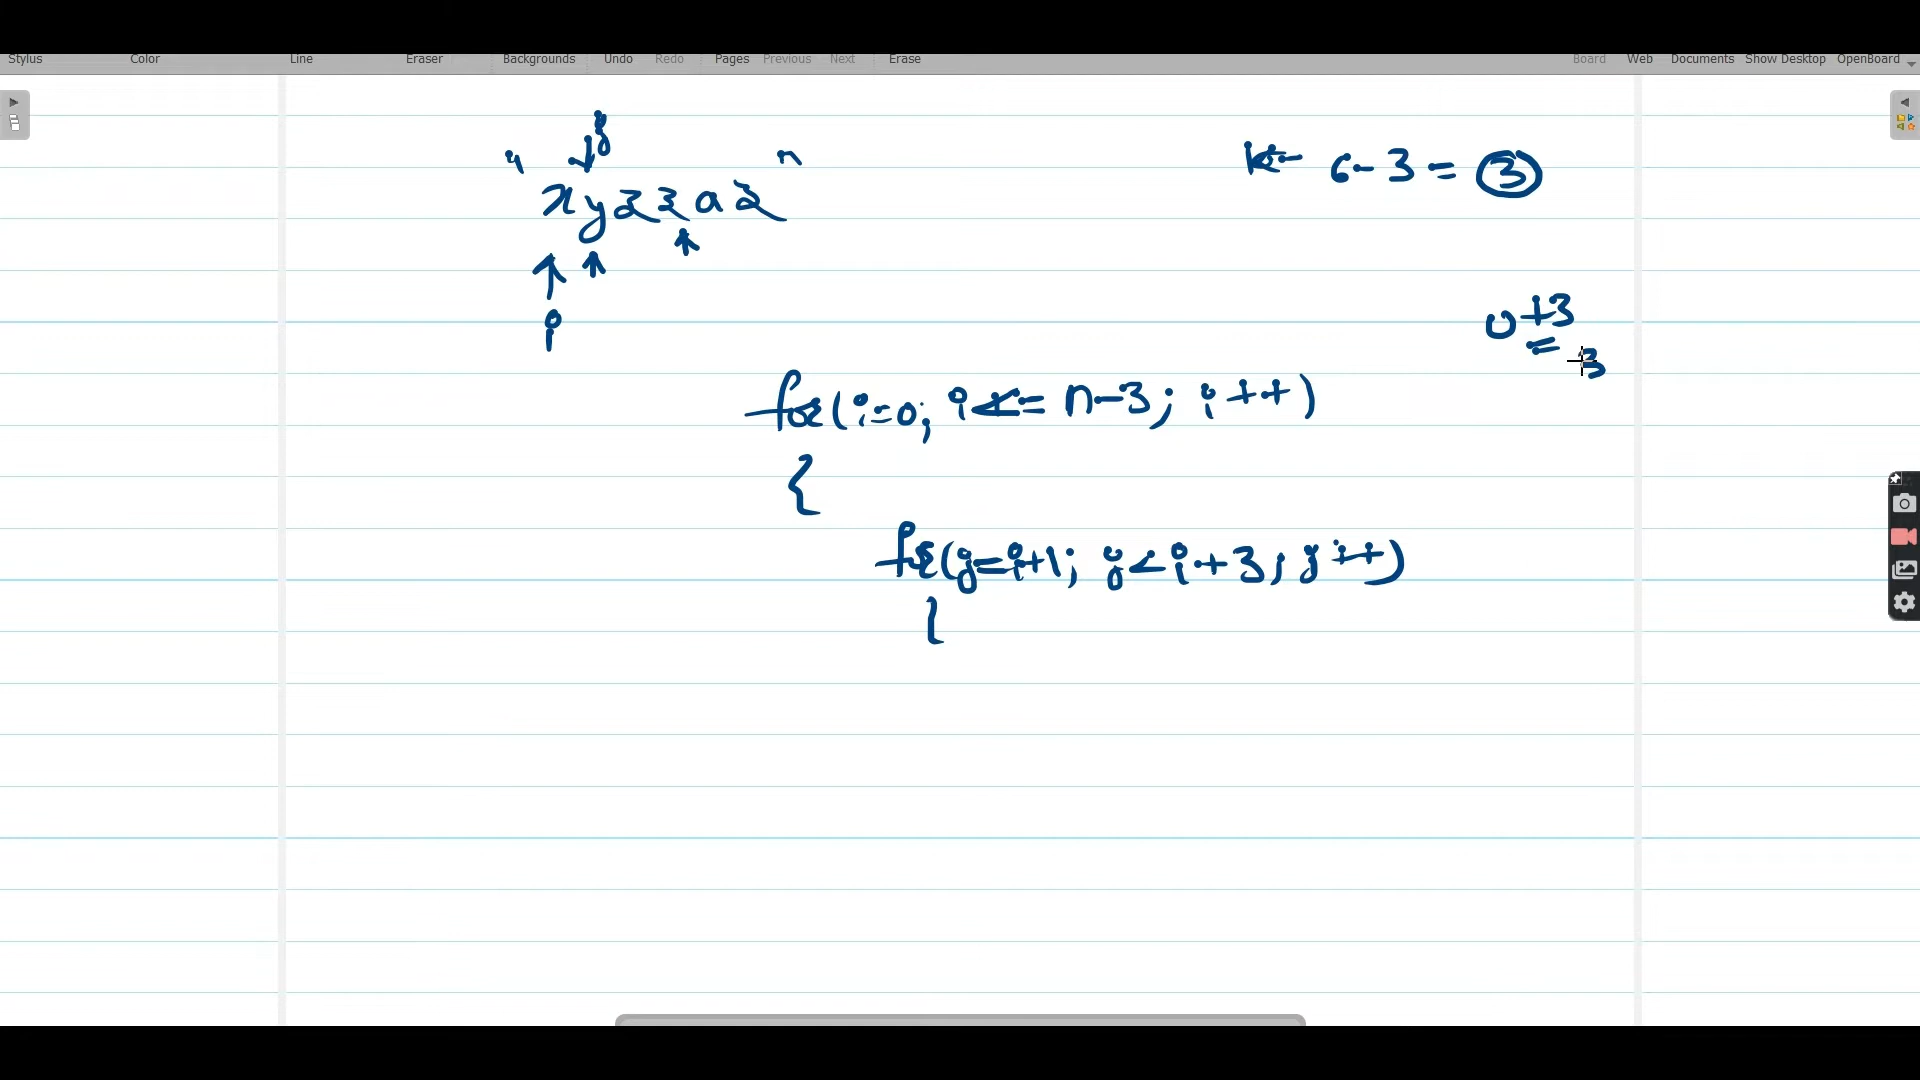 Stylus Color Line Eraser Backgrounds Undo Redo Pages Previous Next Erase Board Web Documents Show Desktop OpenBoard
j
" xyzzaz "
i
6-3 = 3
0+3
= 3
for(i=0; i<= n-3; i++)
{
for(j=i+1; j<i+3; j++)
{